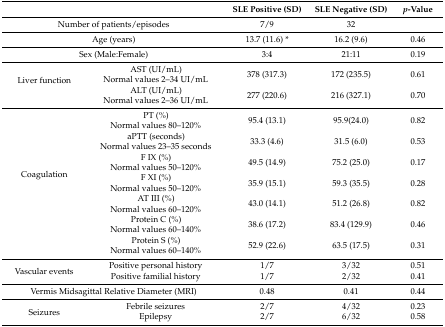 SLE Positive (SD) SLE Negative (SD) p-Value
Number of patients/episodes 7/9 32
Age (years) 13.7 (11.6) * 16.2 (9.6) 0.46
Sex (Male:Female) 3:4 21:11 0.19
Liver function
AST (UI/mL)
Normal values 2–34 UI/mL
378 (317.3) 172 (235.5) 0.61
ALT (UI/mL)
Normal values 2–36 UI/mL
277 (220.6) 216 (327.1) 0.70
Coagulation
PT (%)
Normal values 80–120%
95.4 (13.1) 95.9(24.0) 0.82
aPTT (seconds)
Normal values 23–35 seconds
33.3 (4.6) 31.5 (6.0) 0.53
F IX (%)
Normal values 50–120%
49.5 (14.9) 75.2 (25.0) 0.17
F XI (%)
Normal values 50–120%
35.9 (15.1) 59.3 (35.5) 0.28
AT III (%)
Normal values 60–120%
43.0 (14.1) 51.2 (26.8) 0.82
Protein C (%)
Normal values 60–140%
38.6 (17.2) 83.4 (129.9) 0.46
Protein S (%)
Normal values 60–140%
52.9 (22.6) 63.5 (17.5) 0.31
Vascular events
Positive personal history 1/7 3/32 0.51
Positive familial history 1/7 2/32 0.41
Vermis Midsagittal Relative Diameter (MRI) 0.48 0.41 0.44
Seizures
Febrile seizures 2/7 4/32 0.23
Epilepsy 2/7 6/32 0.58